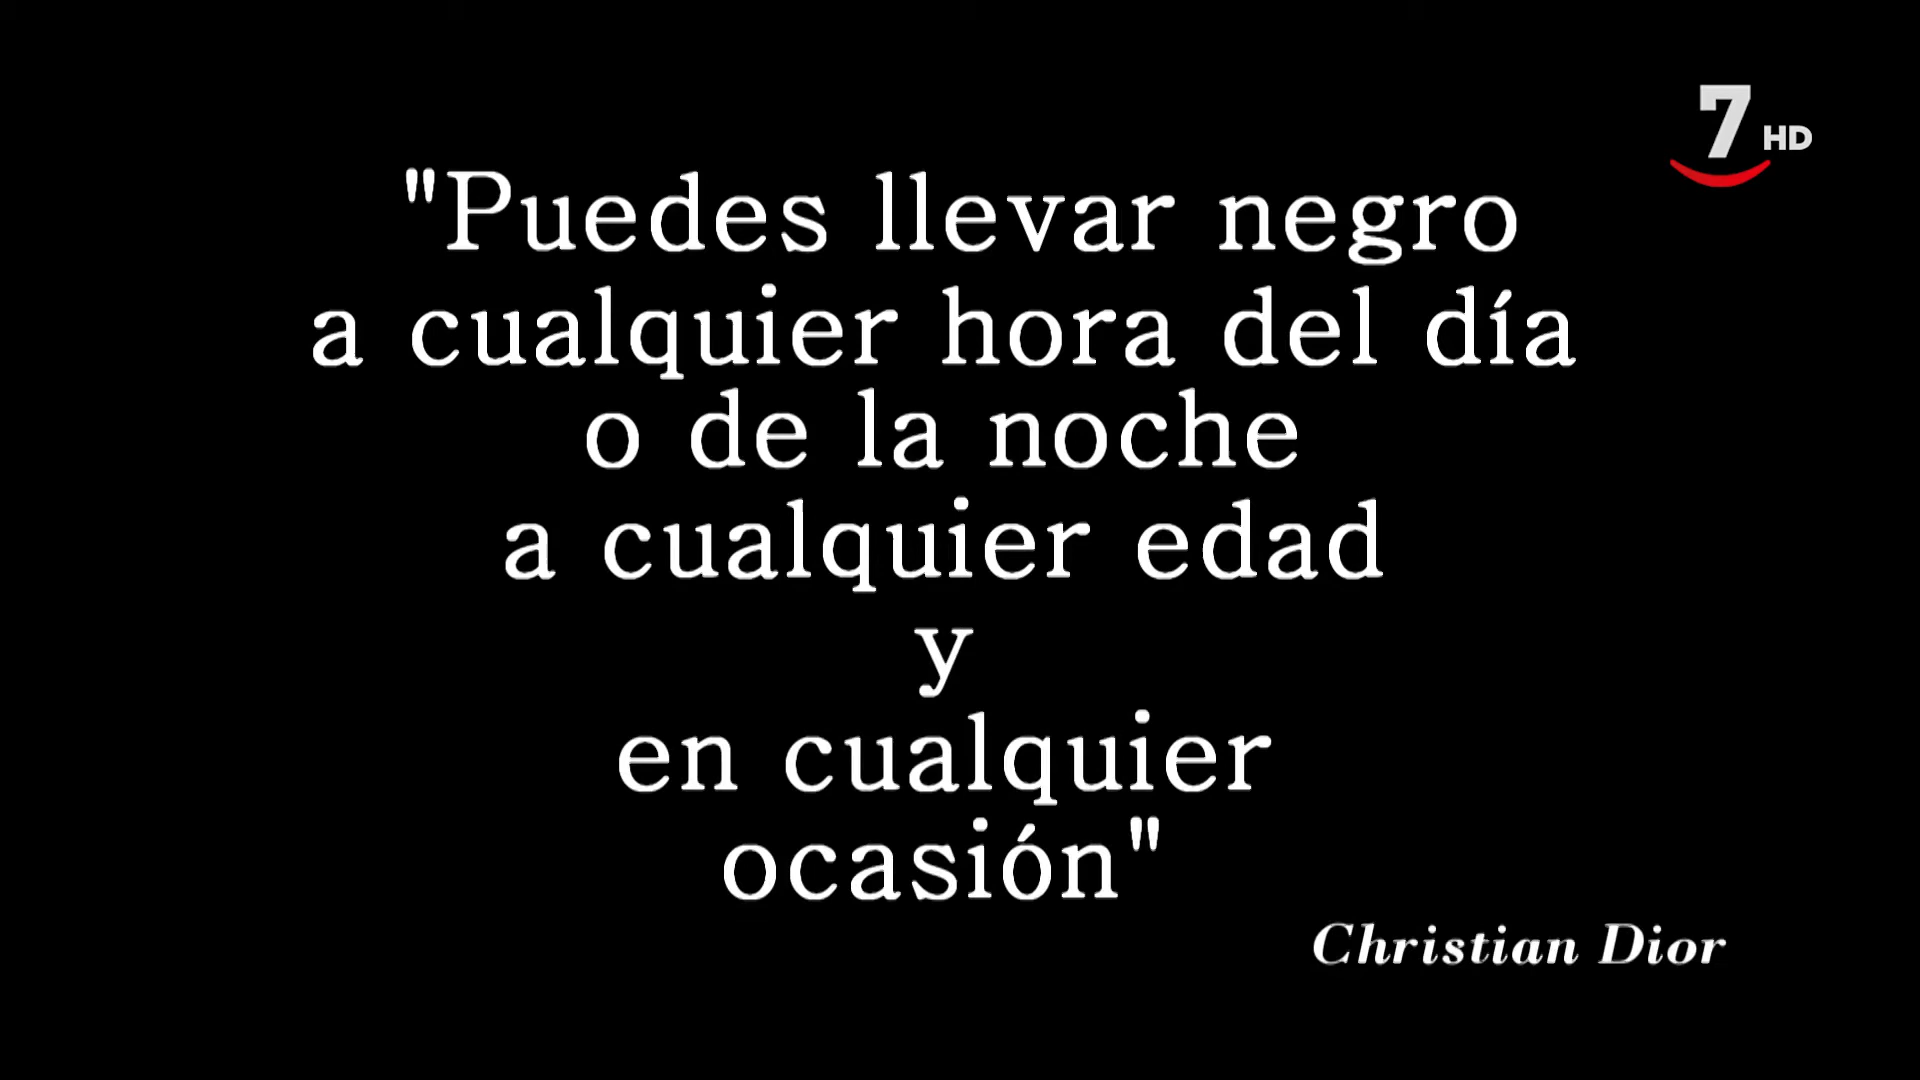 7 HD
"Puedes llevar negro
a cualquier hora del día
o de la noche
a cualquier edad
y
en cualquier
ocasión"
Christian Dior